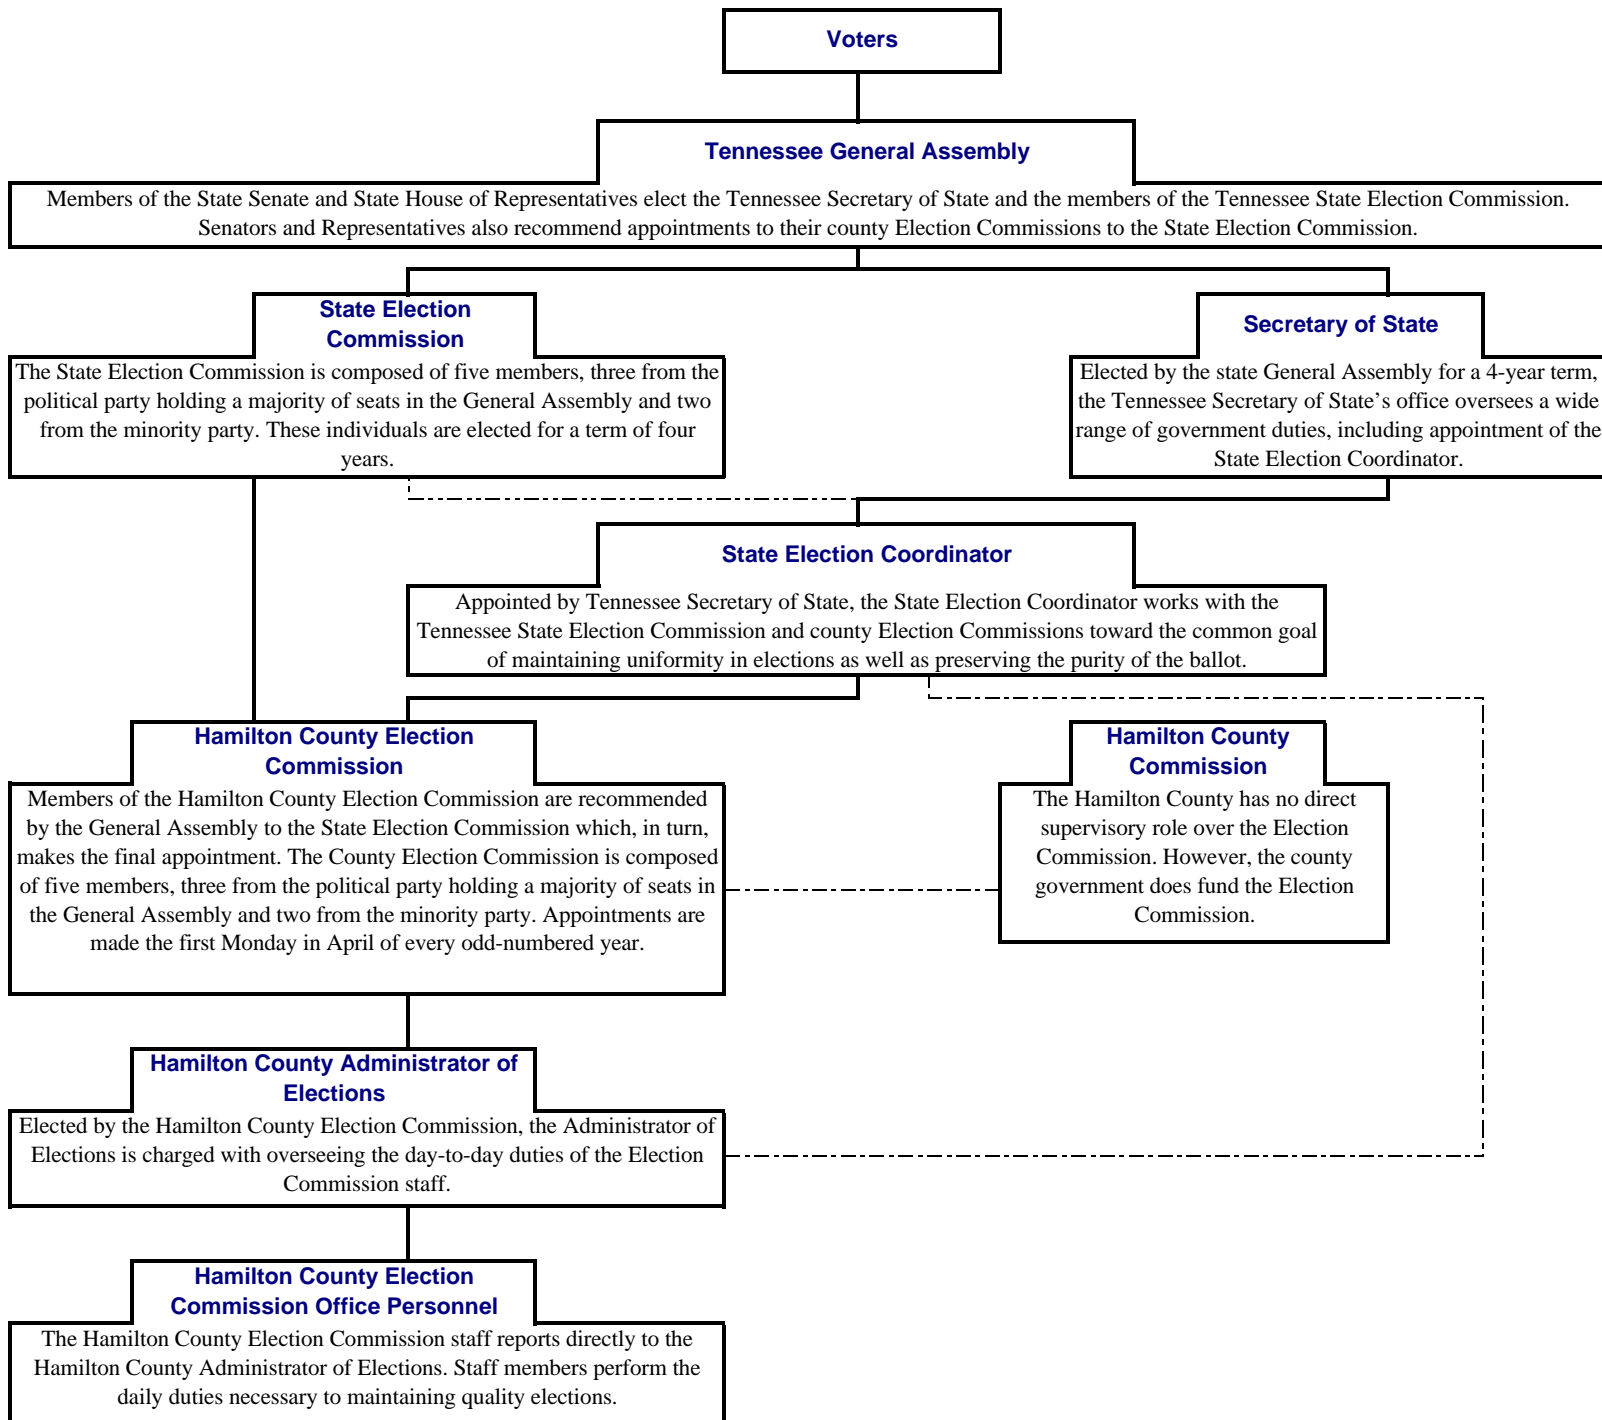 Voters
Tennessee General Assembly
Members of the State Senate and State House of Representatives elect the Tennessee Secretary of State and the members of the Tennessee State Election Commission.
Senators and Representatives also recommend appointments to their county Election Commissions to the State Election Commission.
State Election
Commission
The State Election Commission is composed of five members, three from the
political party holding a majority of seats in the General Assembly and two
from the minority party. These individuals are elected for a term of four
years.
Secretary of State
Elected by the state General Assembly for a 4-year term,
the Tennessee Secretary of State’s office oversees a wide
range of government duties, including appointment of the
State Election Coordinator.
State Election Coordinator
Appointed by Tennessee Secretary of State, the State Election Coordinator works with the
Tennessee State Election Commission and county Election Commissions toward the common goal
of maintaining uniformity in elections as well as preserving the purity of the ballot.
Hamilton County Election
Commission
Members of the Hamilton County Election Commission are recommended
by the General Assembly to the State Election Commission which, in turn,
makes the final appointment. The County Election Commission is composed
of five members, three from the political party holding a majority of seats in
the General Assembly and two from the minority party. Appointments are
made the first Monday in April of every odd-numbered year.
Hamilton County
Commission
The Hamilton County has no direct
supervisory role over the Election
Commission. However, the county
government does fund the Election
Commission.
Hamilton County Administrator of
Elections
Elected by the Hamilton County Election Commission, the Administrator of
Elections is charged with overseeing the day-to-day duties of the Election
Commission staff.
Hamilton County Election
Commission Office Personnel
The Hamilton County Election Commission staff reports directly to the
Hamilton County Administrator of Elections. Staff members perform the
daily duties necessary to maintaining quality elections.